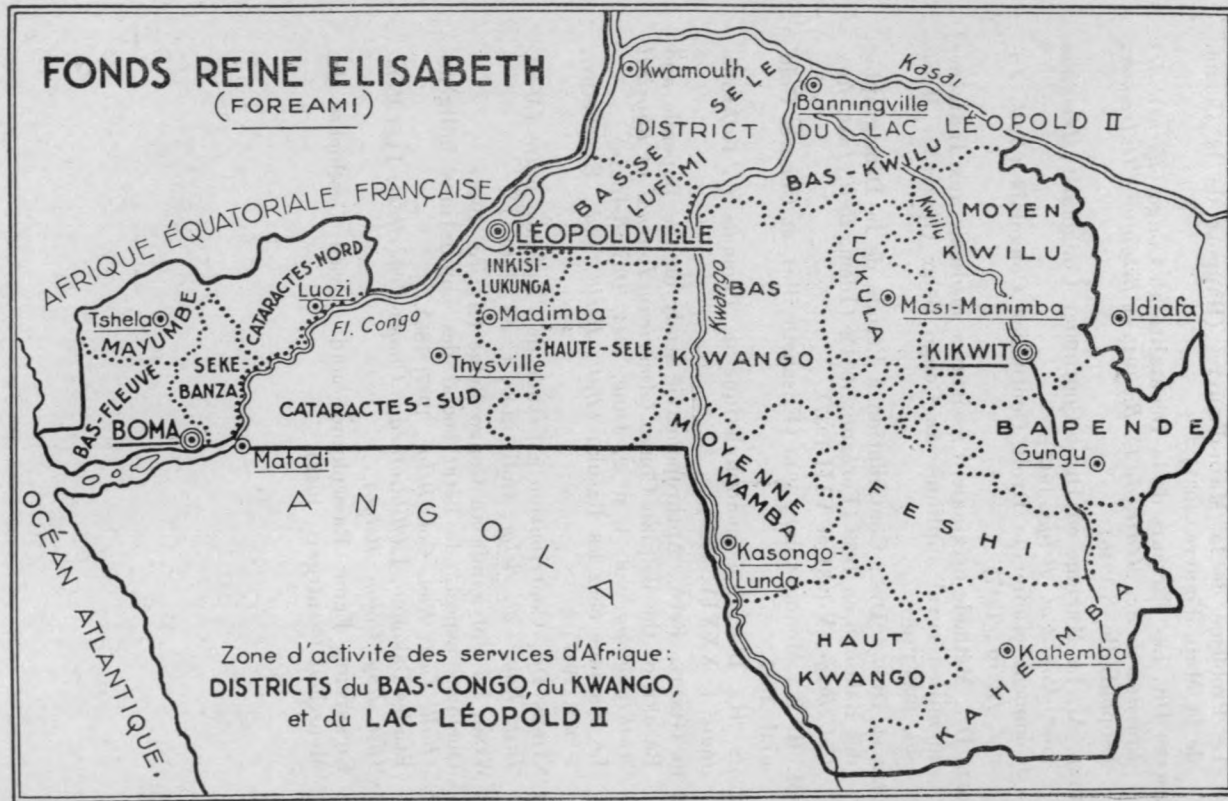 FONDS REINE ELISABETH
(FOREAMI)
Kwamouth
Kasai
Banningville
DISTRICT DU LAC LÉOPOLD II
BASSE SELE
LUFIMI
BAS-KWILU
AFRIQUE ÉQUATORIALE FRANÇAISE
LÉOPOLDVILLE
MOYEN
KWILU
Kwilu
CATARACTES-NORD
Luozi
Fl. Congo
INKISI-
LUKUNGA
Madimba
HAUTE-SELE
Kwango
BAS
KWANGO
LUKULA
Masi-Manimba
Idiafa
Tshela
MAYUMBE
SEKE
BANZA
BAS-FLEUVE
Thysville
KIKWIT
CATARACTES-SUD
BOMA
Matadi
MOYENNE
WAMBA
BAPENDE
Gungu
FESHI
ANGOLA
OCÉAN ATLANTIQUE.
Kasongo-
Lunda
HAUT
KWANGO
Kahemba
KAHEMBA
Zone d'activité des services d'Afrique:
DISTRICTS du BAS-CONGO, du KWANGO,
et du LAC LÉOPOLD II